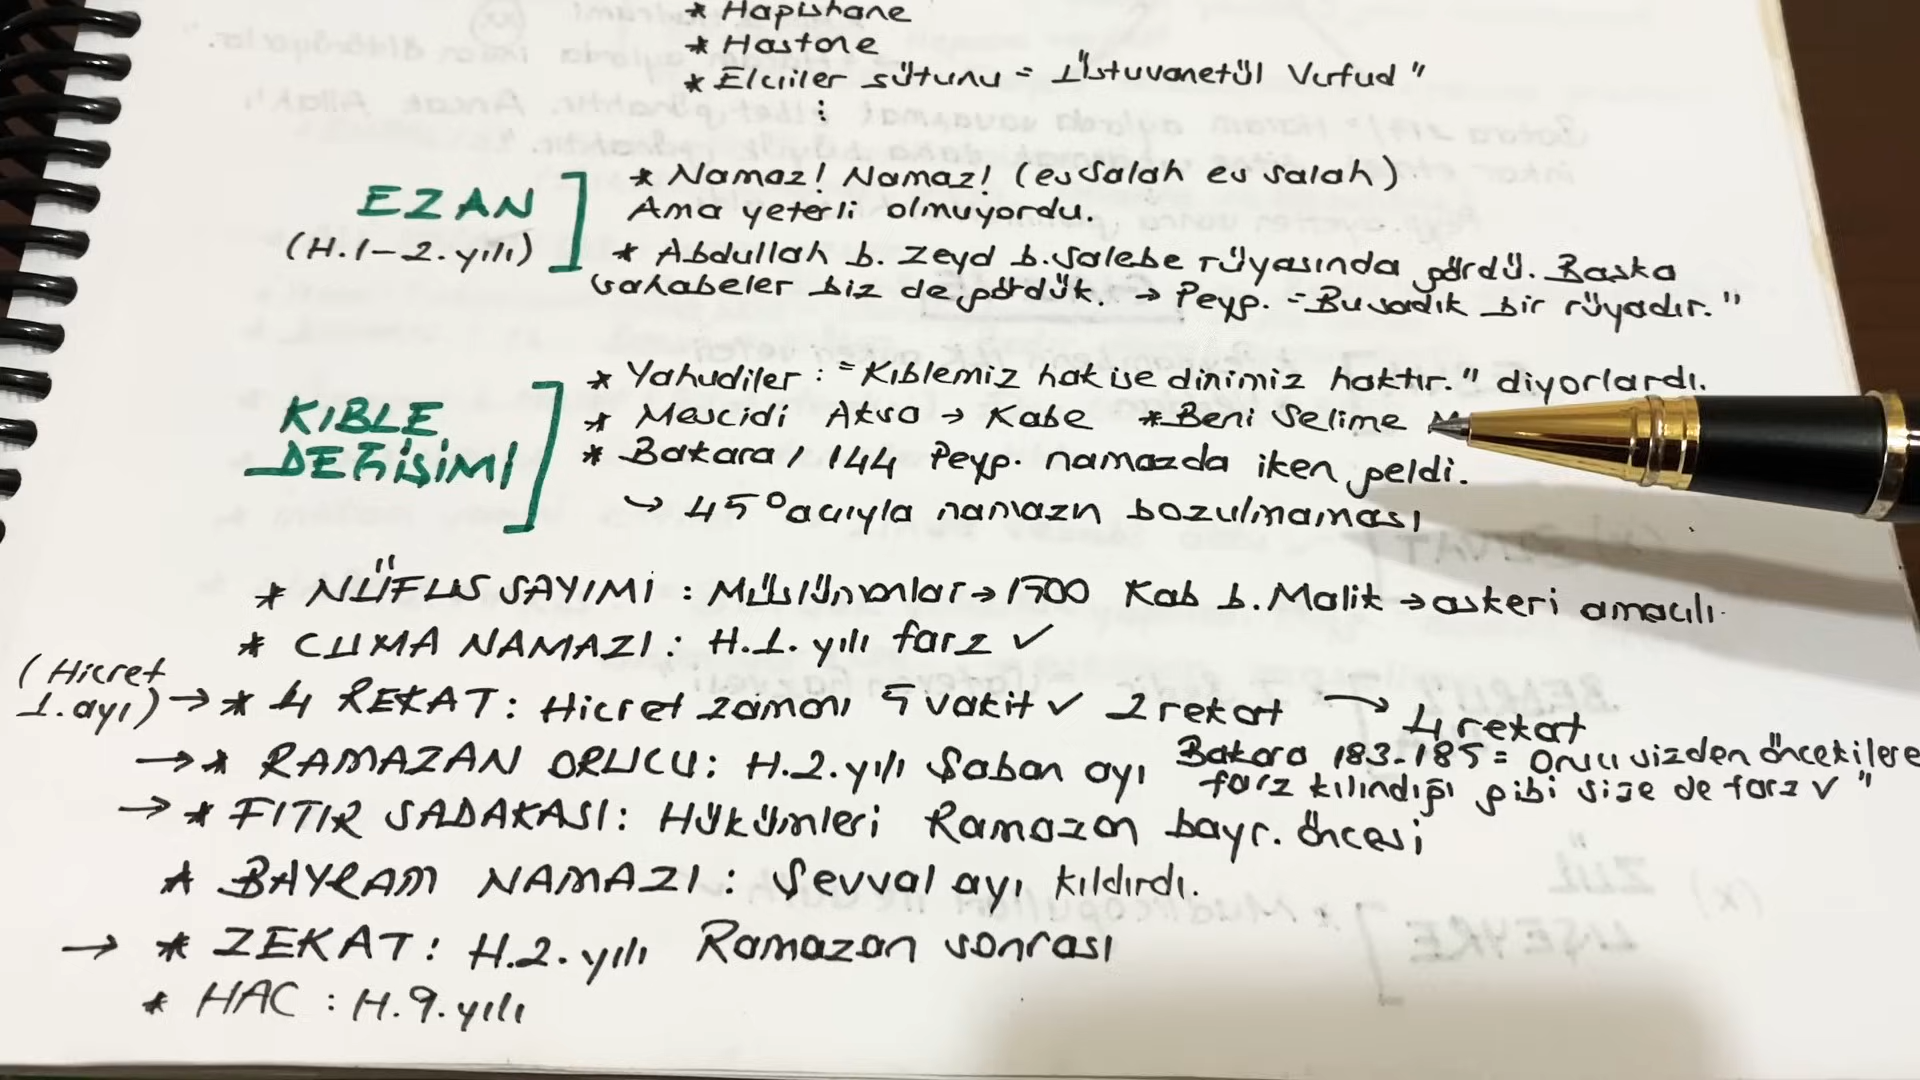 * Hapishane
* Hastane
* Elçiler sütunu = "Üstuvanetül Vufud"
:
EZAN
(H.1-2.yılı)
* Namaz! Namaz! (es salah es salah)
Ama yeterli olmuyordu.
* Abdullah b. Zeyd b. Salebe rüyasında gördü. Başka
sahabeler biz de gördük. → Peyg. = Bu sadık bir rüyadır."
KIBLE
DEĞİŞİMİ
* Yahudiler : = Kıblemiz hak ise dinimiz haktır." diyorlardı.
* Mescidi Aksa → Kabe * Beni Selime
* Bakara / 144 Peyg. namazda iken geldi.
↳ 45° açıyla namazın bozulmaması
* NÜFUS SAYIMI : Müslümanlar → 1500 Kab b. Malik → askeri amaçlı.
* CUMA NAMAZI : H.1. yılı farz ✓
(Hicret
1. ayı) → * 4 REKAT : Hicret zamanı 5 vakit ✓ 2 rekat → 4 rekat
→ * RAMAZAN ORUCU : H.2. yılı Şaban ayı Bakara 183-185 = Orucu sizden öncekilere
farz kılındığı gibi size de farz ✓ "
→ * FITIR SADAKASI : Hükümleri Ramazan bayr. öncesi
* BAYRAM NAMAZI : Şevval ayı kıldırdı.
→ * ZEKAT : H.2. yılı Ramazan sonrası
* HAC : H.9. yılı